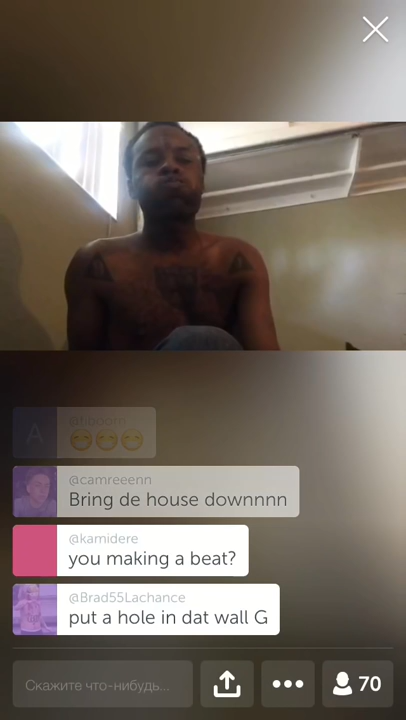 @fibooro
A
😂😂😂
@camreeenn
Bring de house downnnn
@kamidere
you making a beat?
@Brad55Lachance
put a hole in dat wall G
Скажите что-нибудь...
70